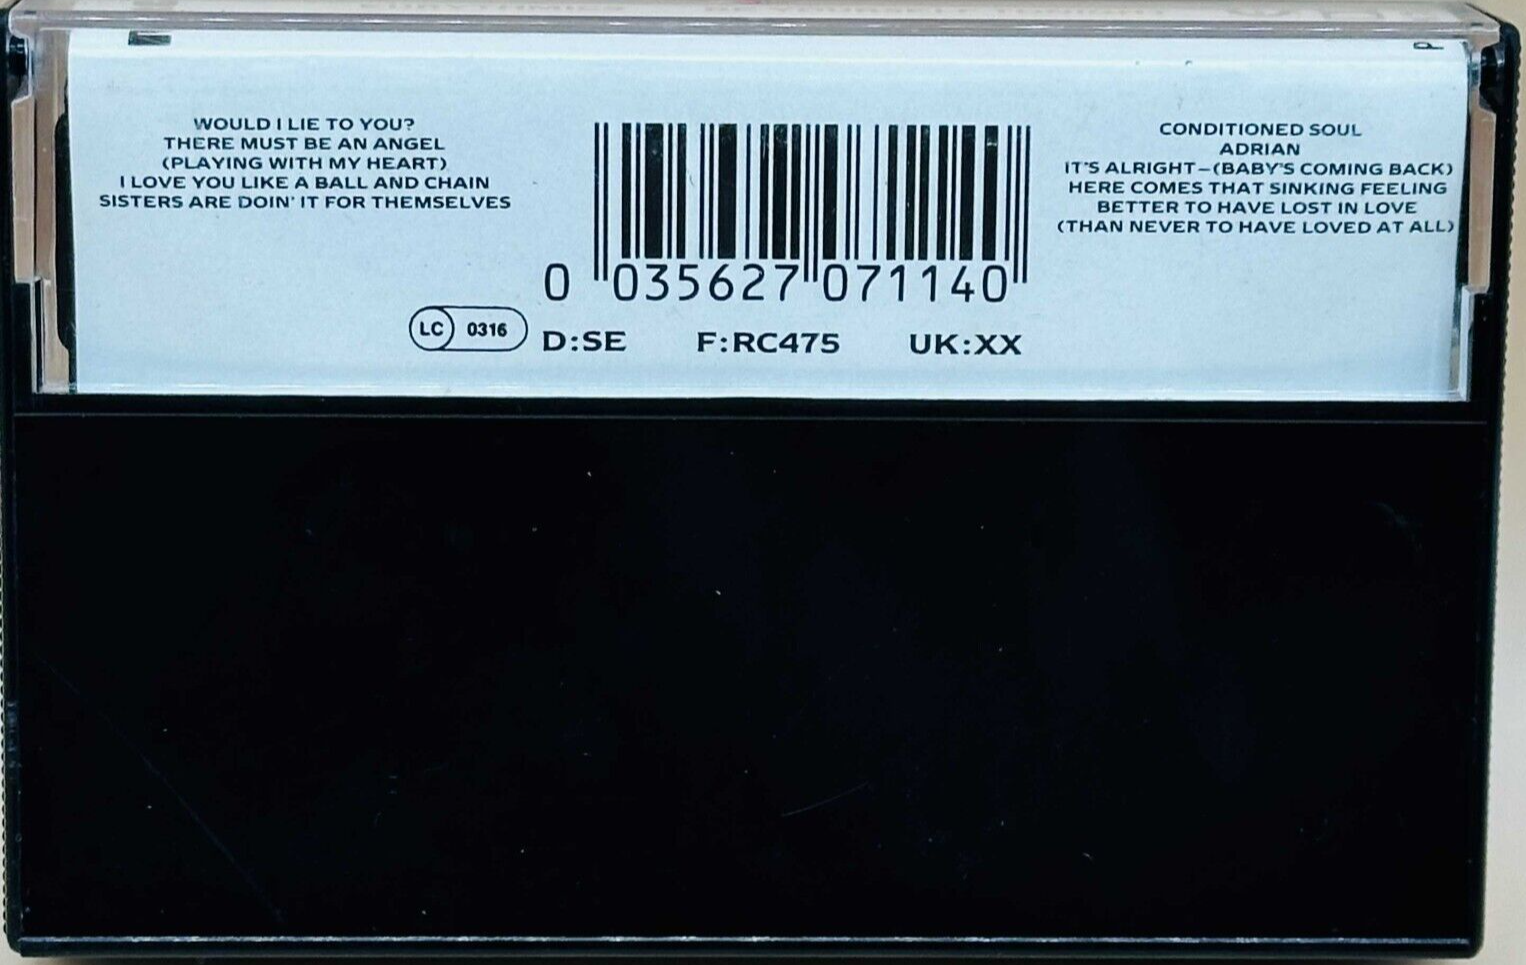 WOULD I LIE TO YOU?
THERE MUST BE AN ANGEL
(PLAYING WITH MY HEART)
I LOVE YOU LIKE A BALL AND CHAIN
SISTERS ARE DOIN' IT FOR THEMSELVES
0 035627 071140
LC 0316
D:SE F:RC475 UK:XX
CONDITIONED SOUL
ADRIAN
IT'S ALRIGHT–(BABY'S COMING BACK)
HERE COMES THAT SINKING FEELING
BETTER TO HAVE LOST IN LOVE
(THAN NEVER TO HAVE LOVED AT ALL)